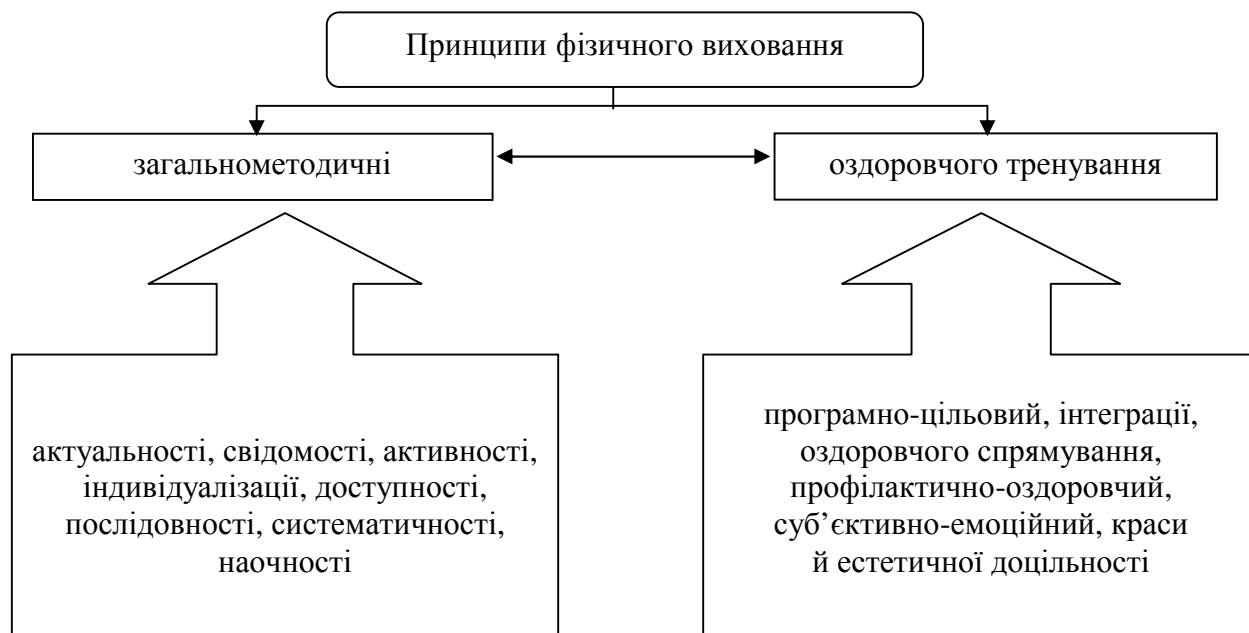 Принципи фізичного виховання
загальнометодичні
оздоровчого тренування
актуальності, свідомості, активності,
індивідуалізації, доступності,
послідовності, систематичності,
наочності
програмно-цільовий, інтеграції,
оздоровчого спрямування,
профілактично-оздоровчий,
суб’єктивно-емоційний, краси
й естетичної доцільності